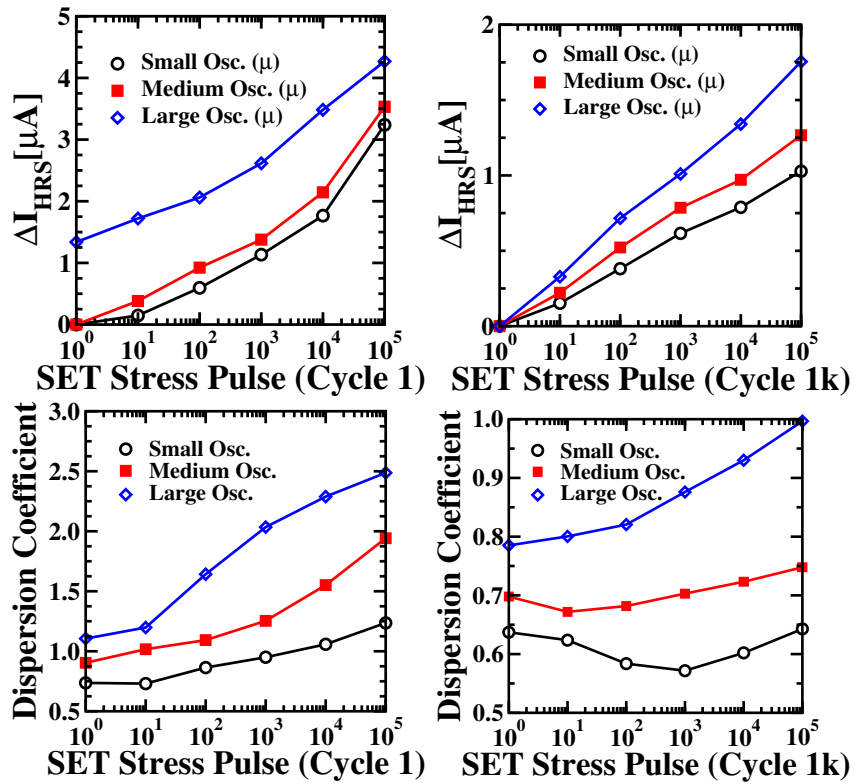 ΔI_HRS[μA]
5
4
3
2
1
0
Small Osc. (μ)
Medium Osc. (μ)
Large Osc. (μ)
10^0 10^1 10^2 10^3 10^4 10^5
SET Stress Pulse (Cycle 1)
ΔI_HRS[μA]
2
1
0
Small Osc. (μ)
Medium Osc. (μ)
Large Osc. (μ)
10^0 10^1 10^2 10^3 10^4 10^5
SET Stress Pulse (Cycle 1k)
Dispersion Coefficient
3.0
2.5
2.0
1.5
1.0
0.5
Small Osc.
Medium Osc.
Large Osc.
10^0 10^1 10^2 10^3 10^4 10^5
SET Stress Pulse (Cycle 1)
Dispersion Coefficient
1.0
0.9
0.8
0.7
0.6
0.5
Small Osc.
Medium Osc.
Large Osc.
10^0 10^1 10^2 10^3 10^4 10^5
SET Stress Pulse (Cycle 1k)